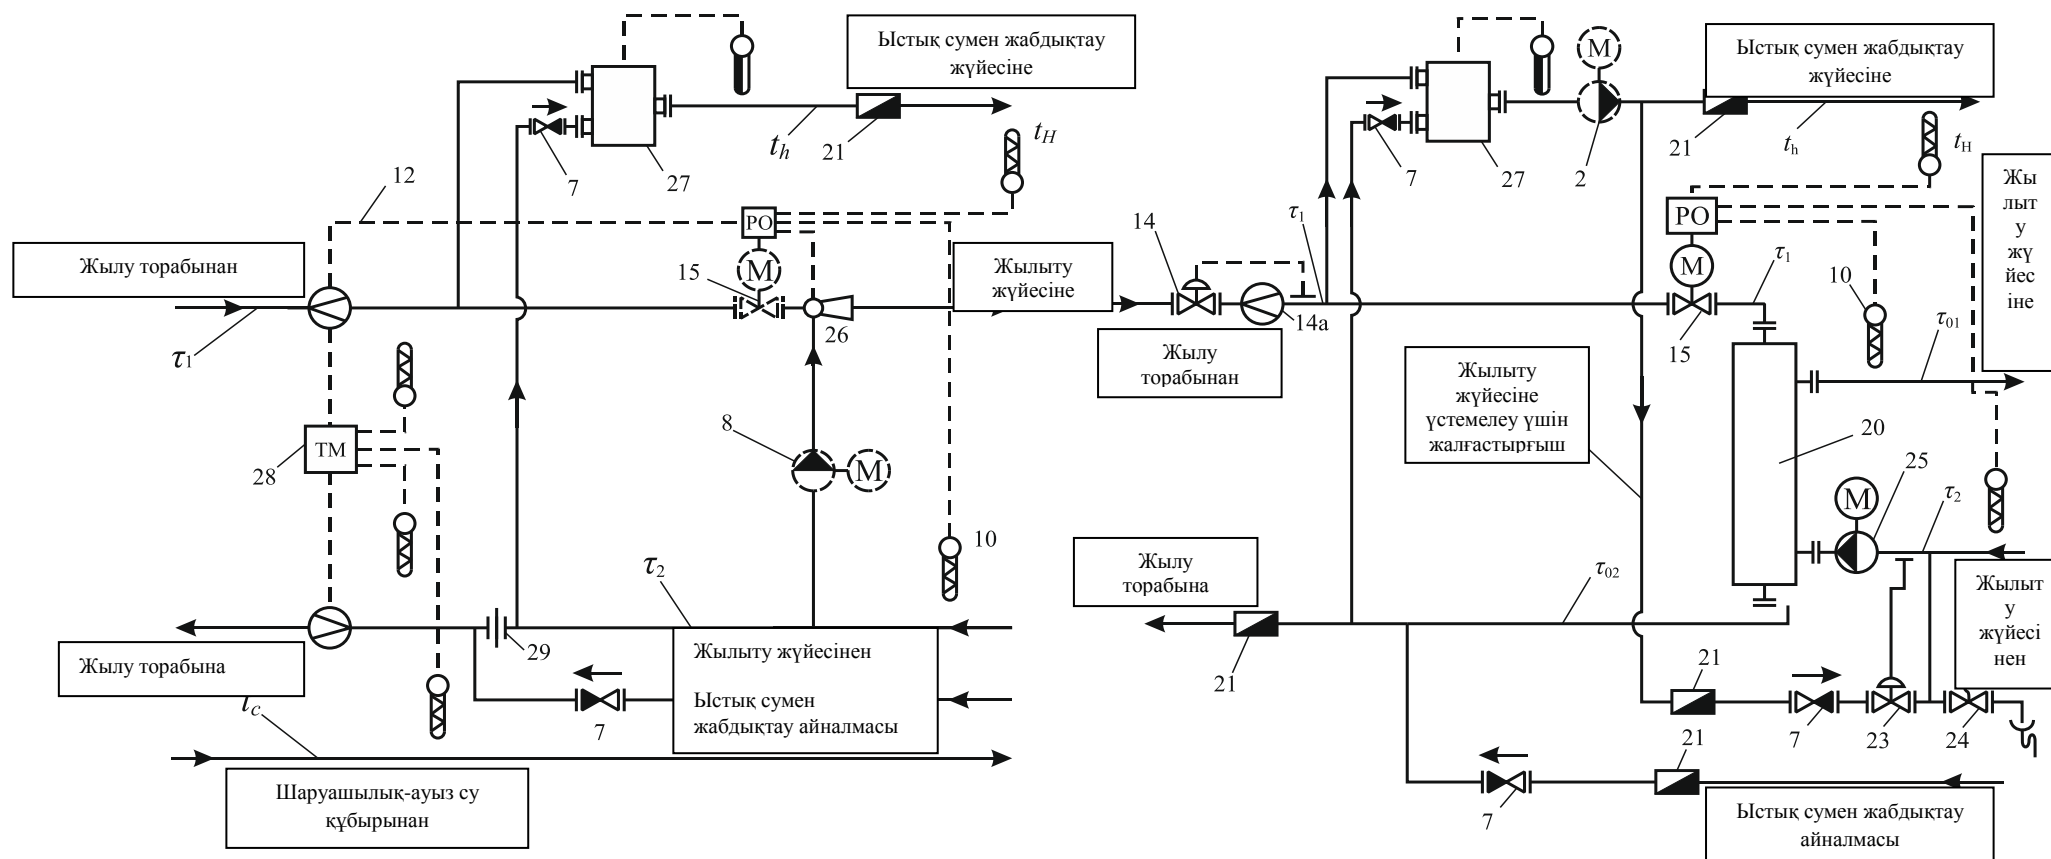 Ыстық сумен жабдықтау
жүйесіне
t_h
21
t_H
7
27
12
РО
М
15
Жылу торабынан
Жылыту
жүйесіне
τ1
26
8
М
ТМ
28
10
τ2
29
Жылу торабына
Жылыту жүйесінен
Ыстық сумен
жабдықтау айналмасы
7
t_c
Шаруашылық-ауыз су
құбырынан
М
Ыстық сумен жабдықтау
жүйесіне
7
27
2
21
t_h
t_H
Жы
лыт
у
жү
йес
іне
14
τ1
РО
М
τ1
10
14а
15
τ01
Жылу
торабынан
Жылыту
жүйесіне
үстемелеу үшін
жалғастырғыш
20
25
М
τ2
Жылу
торабына
τ02
Жылыт
у
жүйесі
нен
21
21
7
23
24
21
7
Ыстық сумен жабдықтау
айналмасы